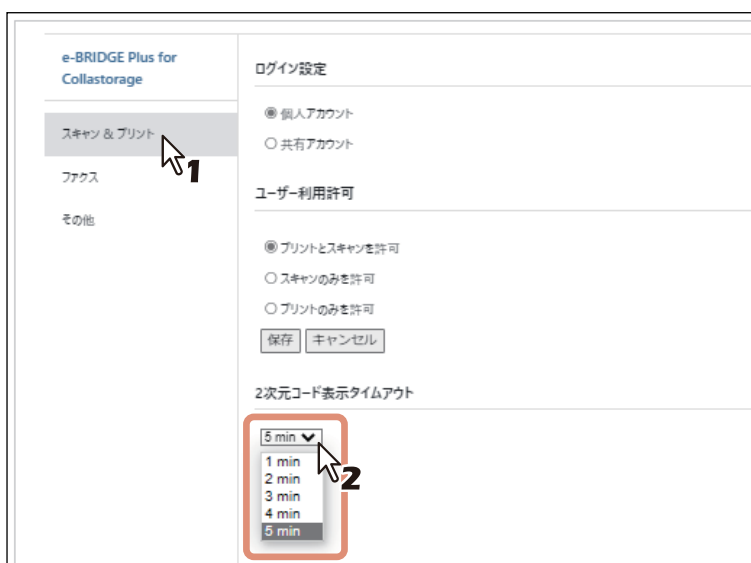 e-BRIDGE Plus for
Collastorage
スキャン & プリント
1
ファクス
その他
ログイン設定
個人アカウント
共有アカウント
ユーザー利用許可
プリントとスキャンを許可
スキャンのみを許可
プリントのみを許可
保存 キャンセル
2次元コード表示タイムアウト
5 min
2
1 min
2 min
3 min
4 min
5 min